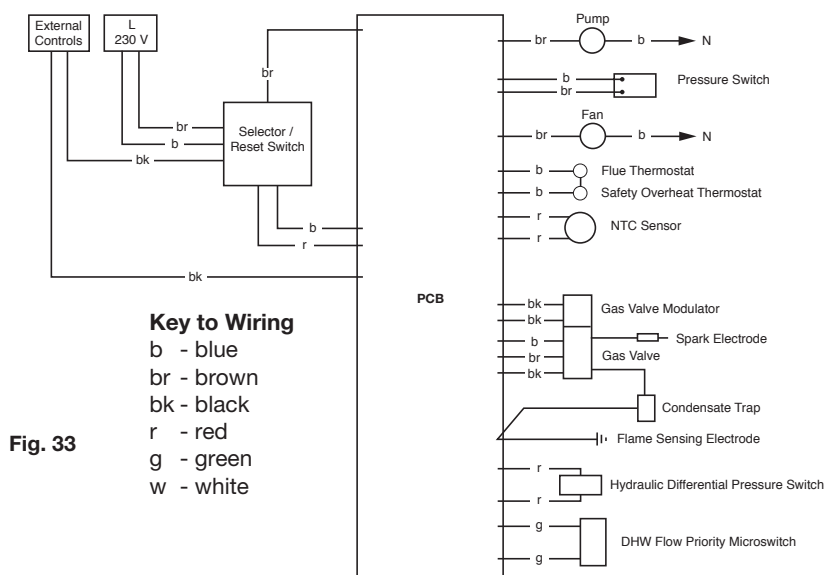 External
Controls
L
230 V
br
br
b
bk
Selector /
Reset Switch
b
r
bk
PCB
Pump
br
b
N
b
br
Pressure Switch
Fan
br
b
N
b
Flue Thermostat
b
Safety Overheat Thermostat
r
r
NTC Sensor
bk
bk
Gas Valve Modulator
b
br
bk
Spark Electrode
Gas Valve
Condensate Trap
Flame Sensing Electrode
r
r
Hydraulic Differential Pressure Switch
g
g
DHW Flow Priority Microswitch
Key to Wiring
b - blue
br - brown
bk - black
r - red
g - green
w - white
Fig. 33